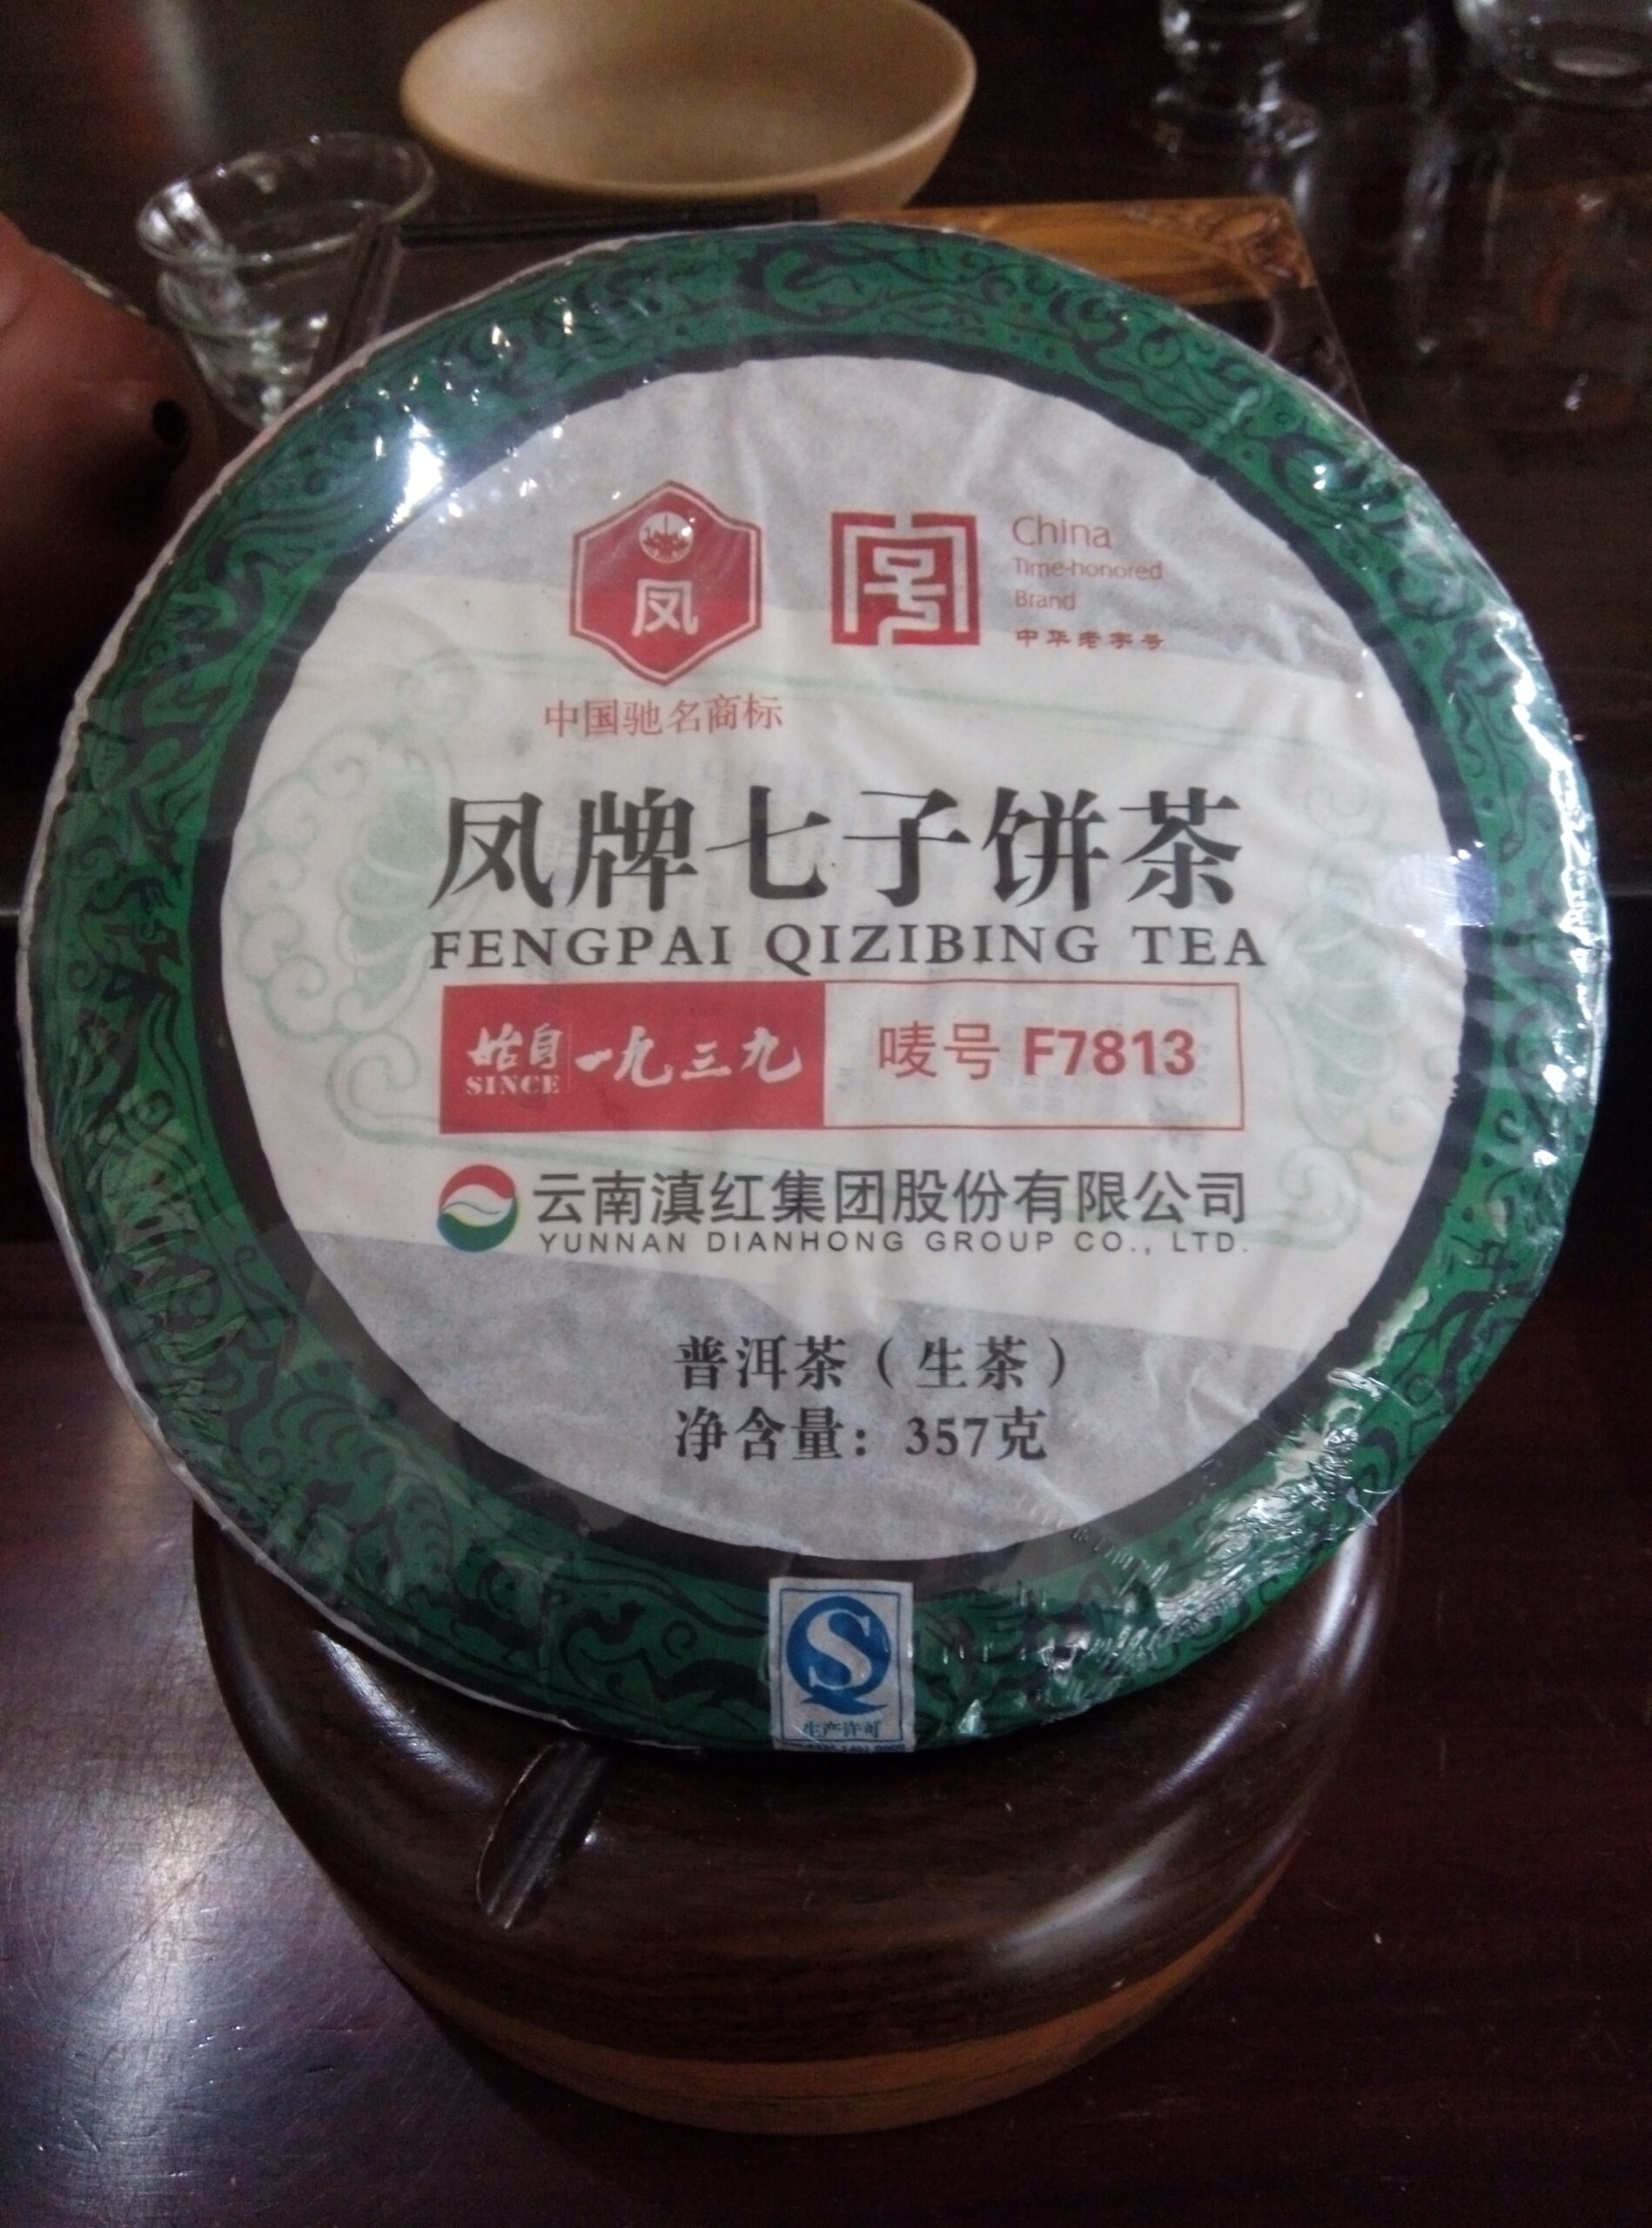 凤
号
China
Time-honored
Brand
中华老字号
中国驰名商标
凤牌七子饼茶
FENGPAI QIZIBING TEA
始自 一九三九
SINCE
唛号 F7813
云南滇红集团股份有限公司
YUNNAN DIANHONG GROUP CO., LTD.
普洱茶（生茶）
净含量：357克
QS
生产许可